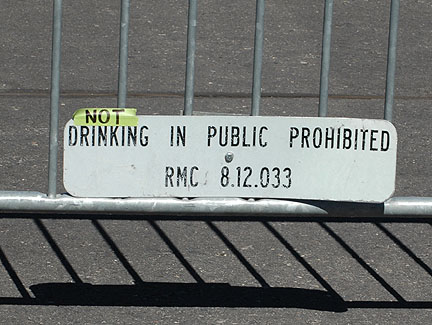 NOT
DRINKING IN PUBLIC PROHIBITED
RMC 8.12.033